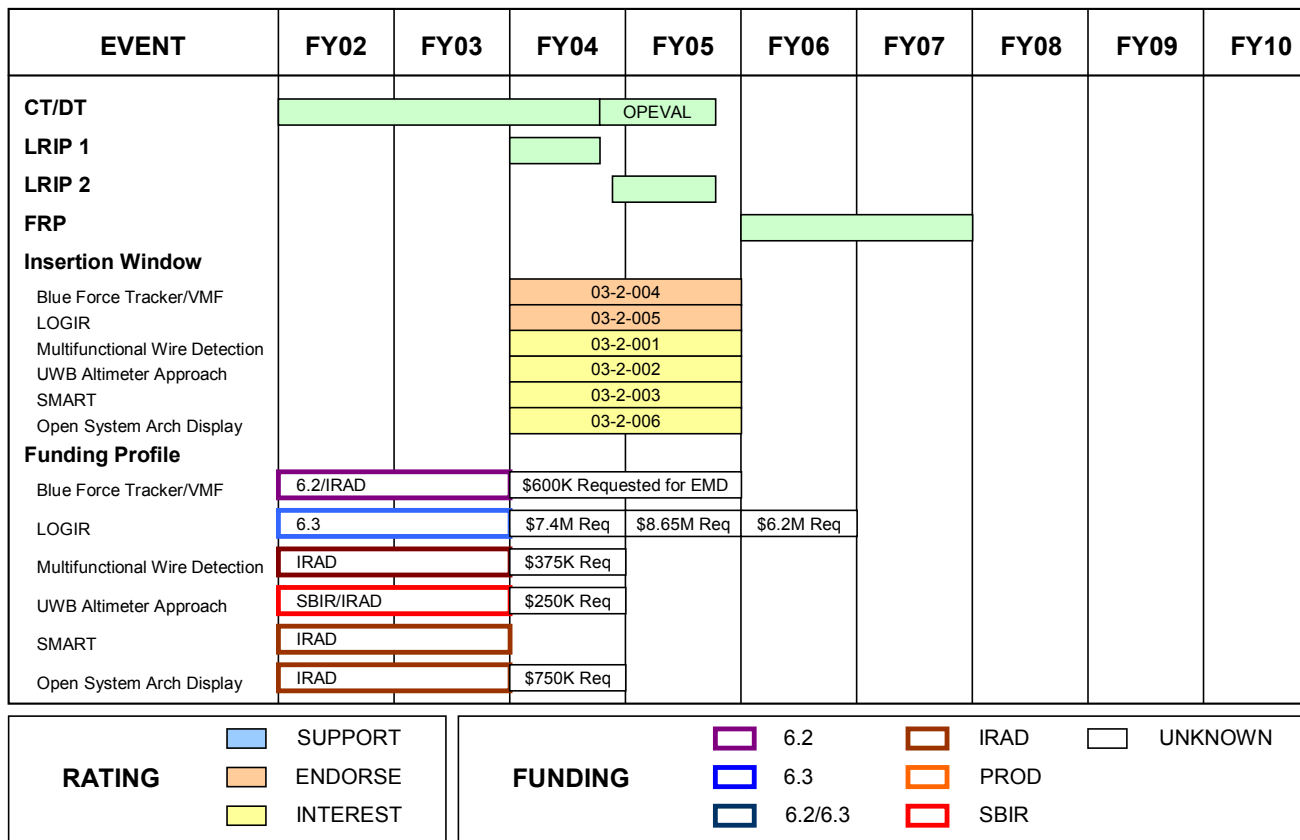 EVENT FY02 FY03 FY04 FY05 FY06 FY07 FY08 FY09 FY10
CT/DT OPEVAL
LRIP 1
LRIP 2
FRP
Insertion Window
Blue Force Tracker/VMF 03-2-004
LOGIR 03-2-005
Multifunctional Wire Detection 03-2-001
UWB Altimeter Approach 03-2-002
SMART 03-2-003
Open System Arch Display 03-2-006
Funding Profile
Blue Force Tracker/VMF 6.2/IRAD $600K Requested for EMD
LOGIR 6.3 $7.4M Req $8.65M Req $6.2M Req
Multifunctional Wire Detection IRAD $375K Req
UWB Altimeter Approach SBIR/IRAD $250K Req
SMART IRAD
Open System Arch Display IRAD $750K Req
RATING
SUPPORT
ENDORSE
INTEREST
FUNDING
6.2 IRAD UNKNOWN
6.3 PROD
6.2/6.3 SBIR